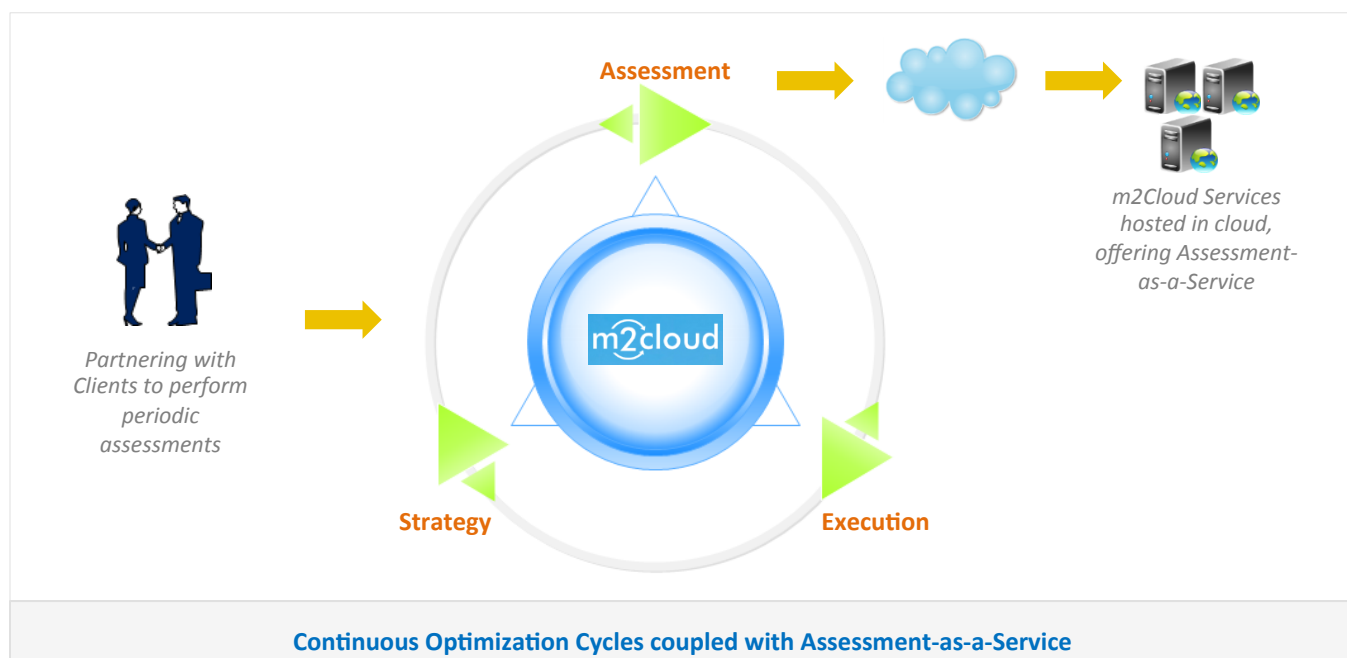 Assessment
m2Cloud Services
hosted in cloud,
offering Assessment-
as-a-Service
m2cloud
Partnering with
Clients to perform
periodic
assessments
Strategy
Execution
Continuous Optimization Cycles coupled with Assessment-as-a-Service